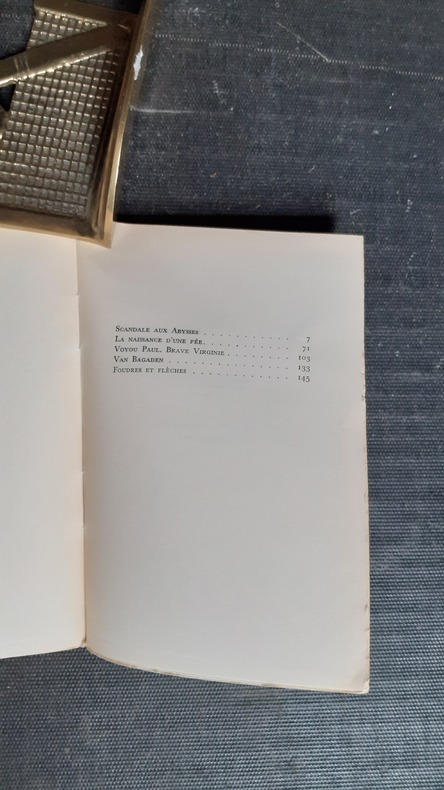 Scandale aux Abysses . . . . . . . . . . 7
La naissance d'une fée. . . . . . . . . . 71
Voyou Paul. Brave Virginie . . . . . . . . 103
Van Bagaden . . . . . . . . . . . . . . 133
Foudres et flèches . . . . . . . . . . . . 145